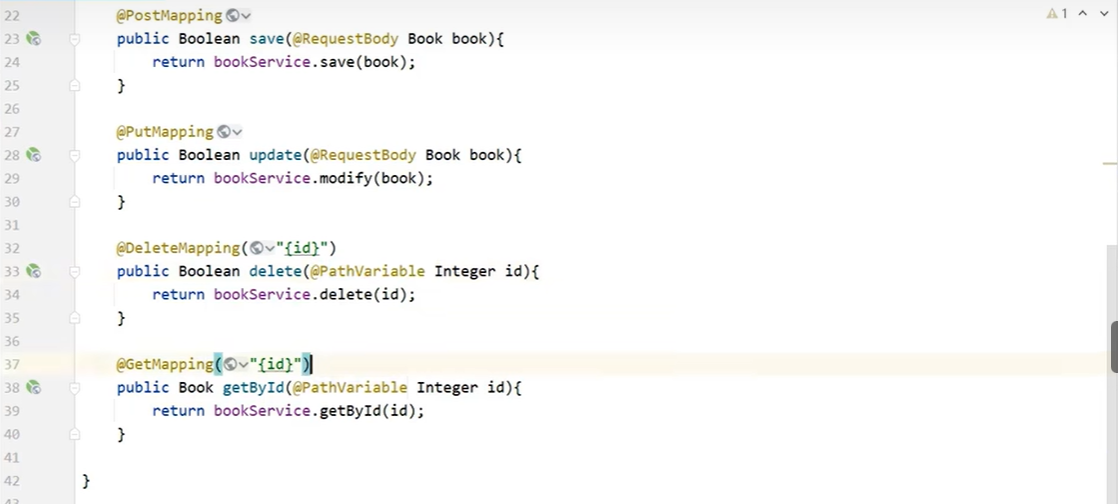 1
22 @PostMapping
23 public Boolean save(@RequestBody Book book){
24 return bookService.save(book);
25 }
26
27 @PutMapping
28 public Boolean update(@RequestBody Book book){
29 return bookService.modify(book);
30 }
31
32 @DeleteMapping("{id}")
33 public Boolean delete(@PathVariable Integer id){
34 return bookService.delete(id);
35 }
36
37 @GetMapping("{id}")
38 public Book getById(@PathVariable Integer id){
39 return bookService.getById(id);
40 }
41
42 }
43